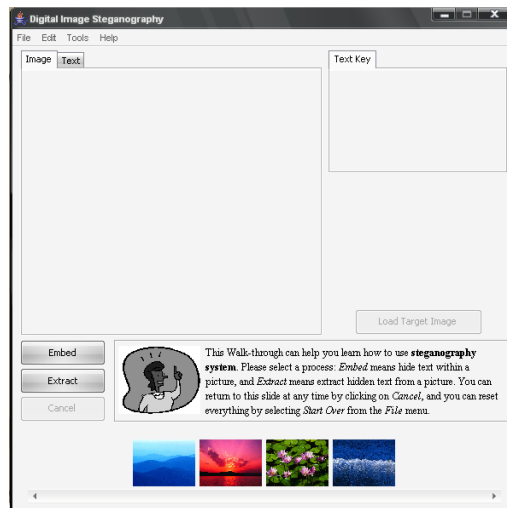 Digital Image Steganography
File Edit Tools Help
Image Text
Text Key
Load Target Image
Embed
Extract
Cancel
This Walk-through can help you learn how to use steganography
system. Please select a process: Embed means hide text within a
picture, and Extract means extract hidden text from a picture. You can
return to this slide at any time by clicking on Cancel, and you can reset
everything by selecting Start Over from the File menu.